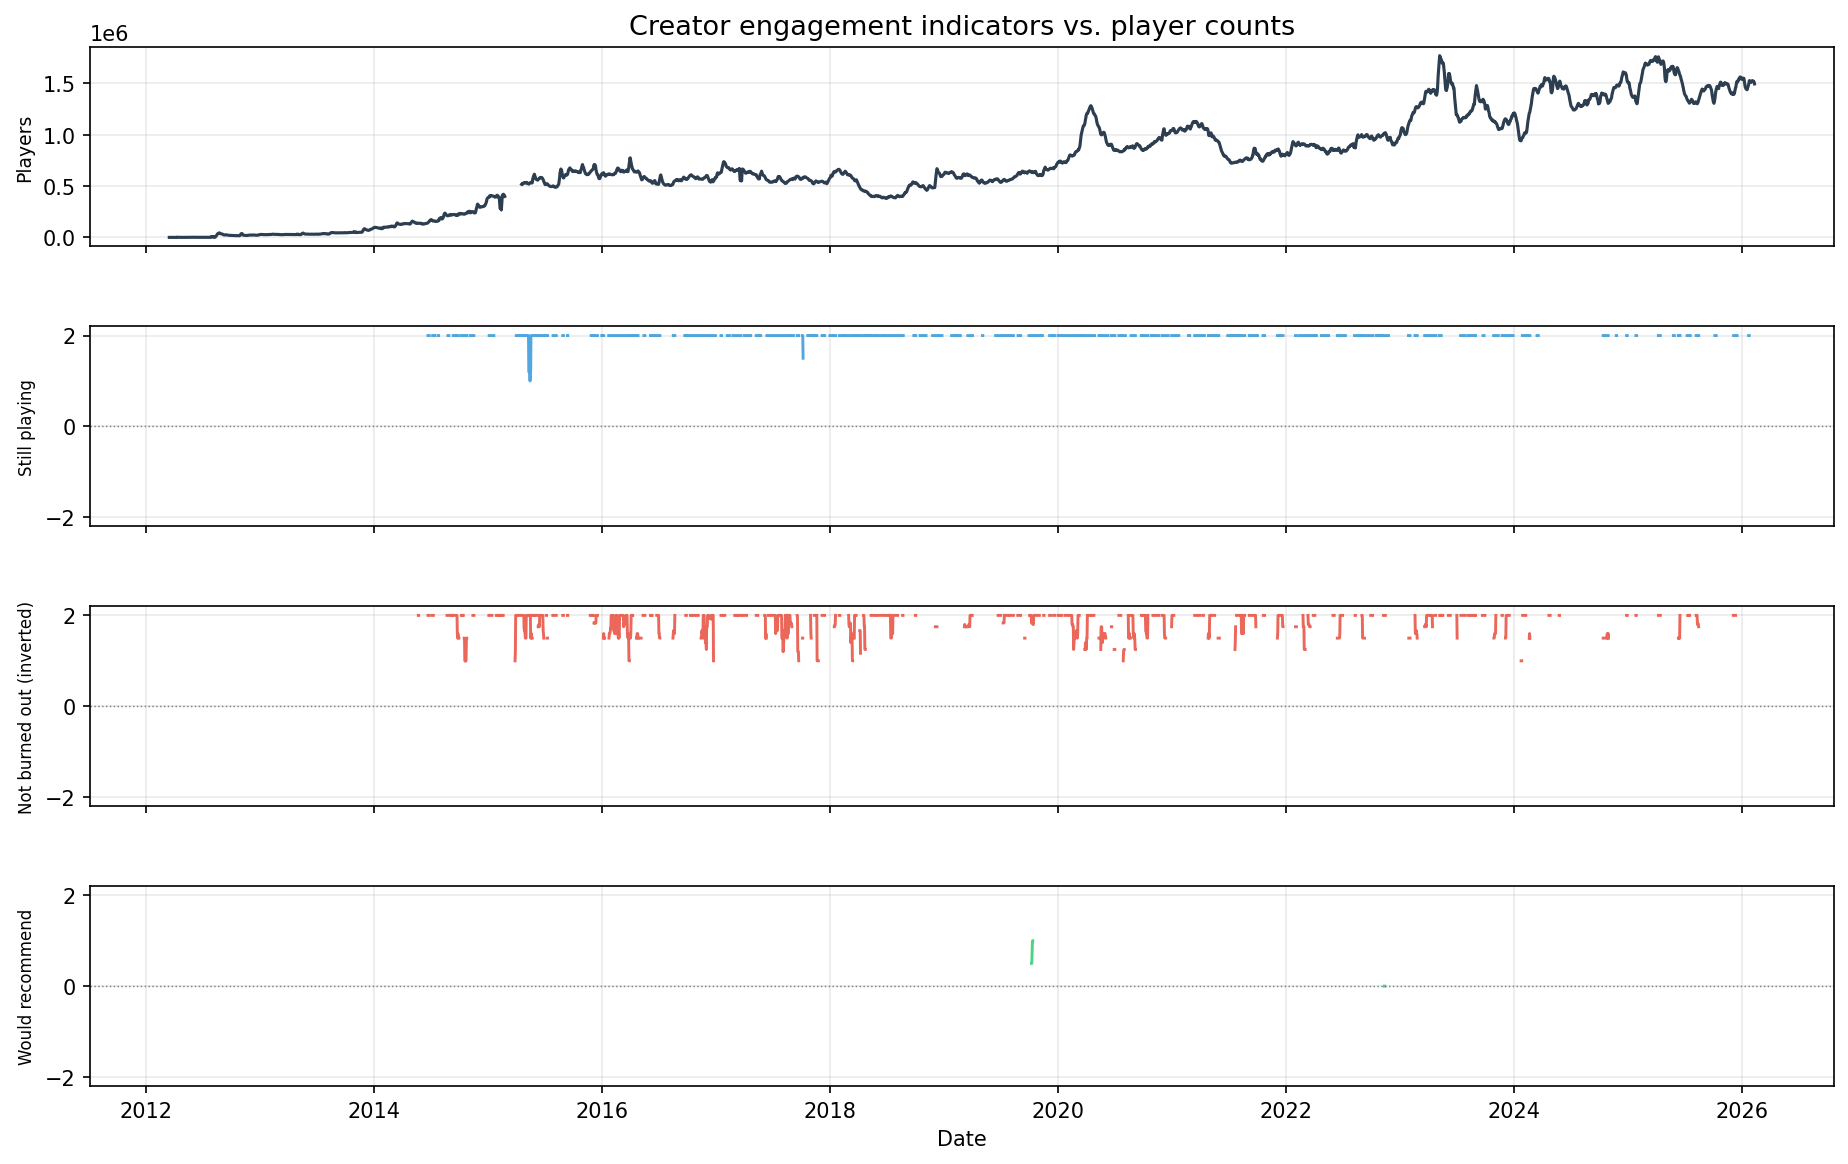 Creator engagement indicators vs. player counts
1e6
1.5
1.0
0.5
0.0
Players
2
0
−2
Still playing
2
0
−2
Not burned out (inverted)
2
0
−2
Would recommend
2012 2014 2016 2018 2020 2022 2024 2026
Date